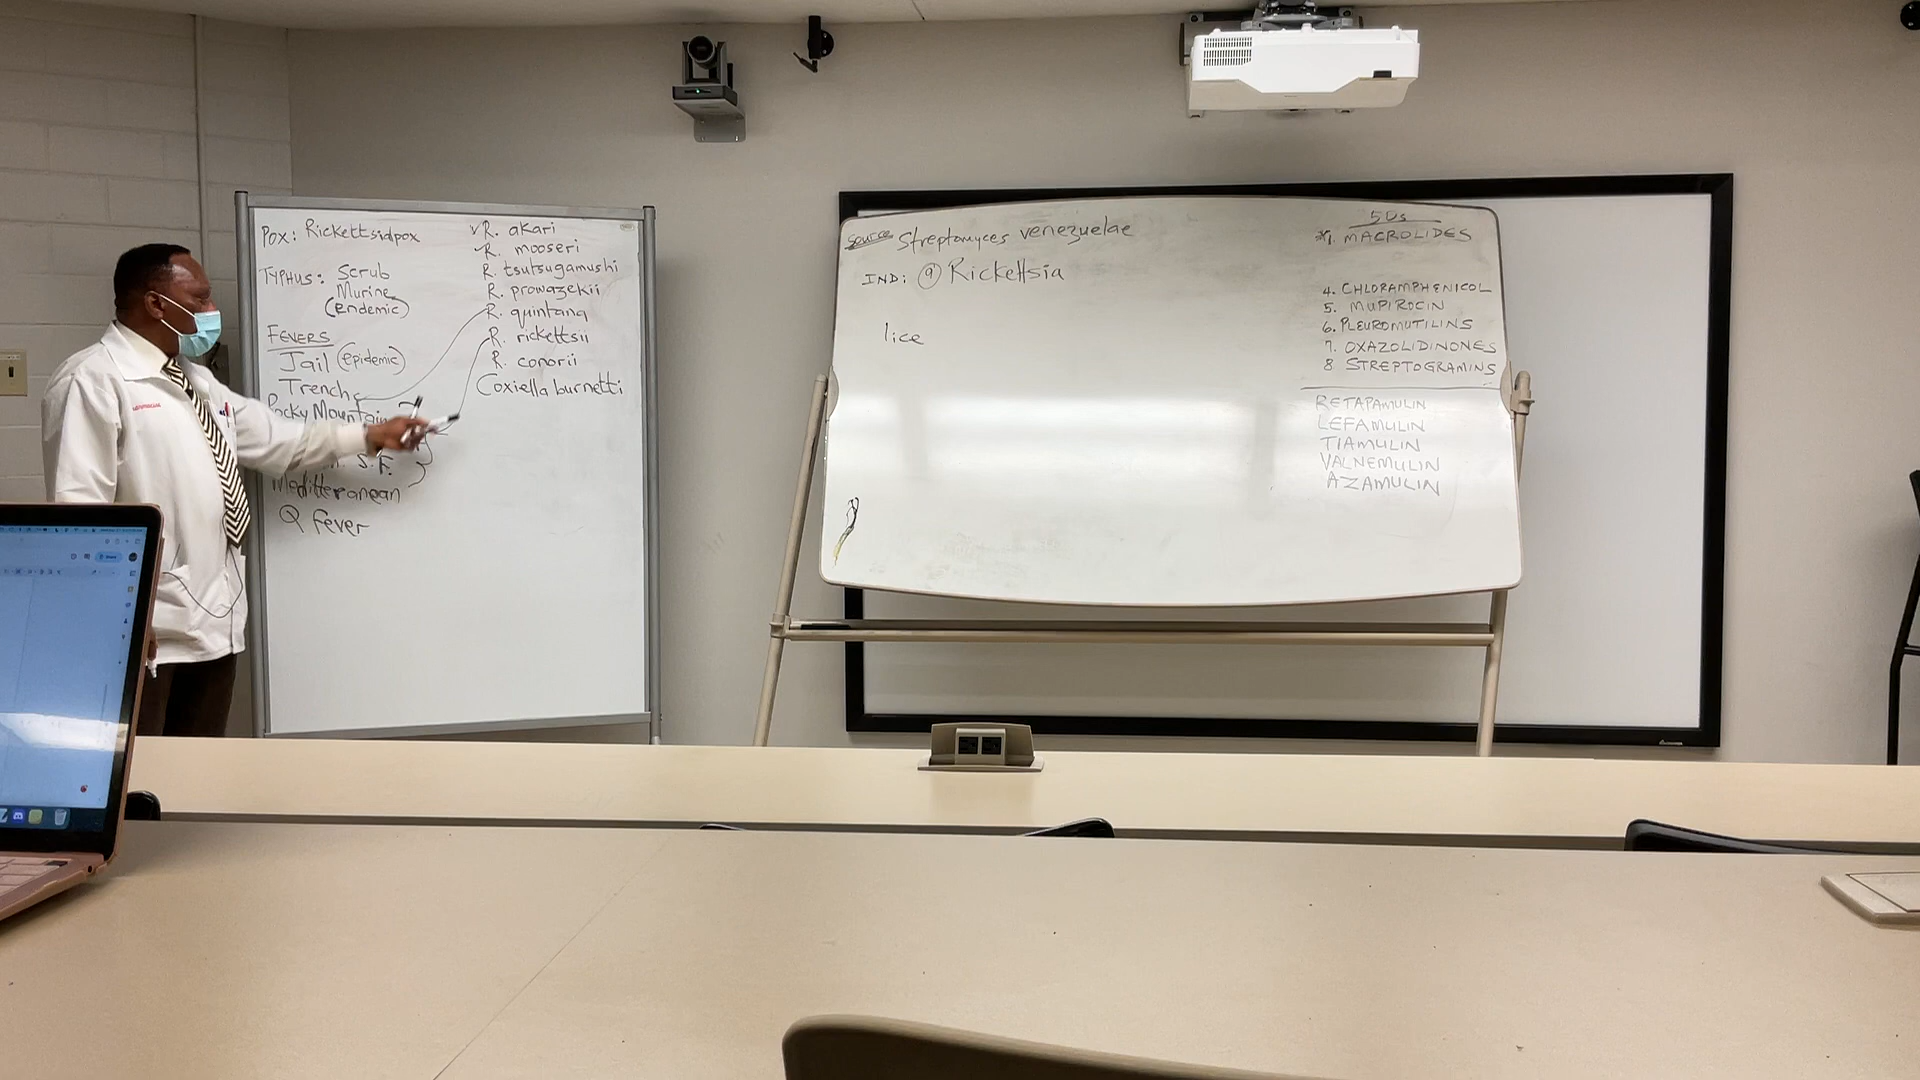 POX: Rickettsialpox
TYPHUS: Scrub
Murine
(Endemic)
FEVERS
Jail (Epidemic)
Trench
Rocky Mountain
S.F.
Mediterranean
Q fever
✓R. akari
R. mooseri
R. tsutsugamushi
R. prowazekii
R. quintana
R. rickettsii
R. conorii
Coxiella burnetti
Source Streptomyces venezuelae
IND: (a) Rickettsia
lice
50s
*1. MACROLIDES
4. CHLORAMPHENICOL
5. MUPIROCIN
6. PLEUROMUTILINS
7. OXAZOLIDINONES
8 STREPTOGRAMINS
RETAPAMULIN
LEFAMULIN
TIAMULIN
VALNEMULIN
AZAMULIN